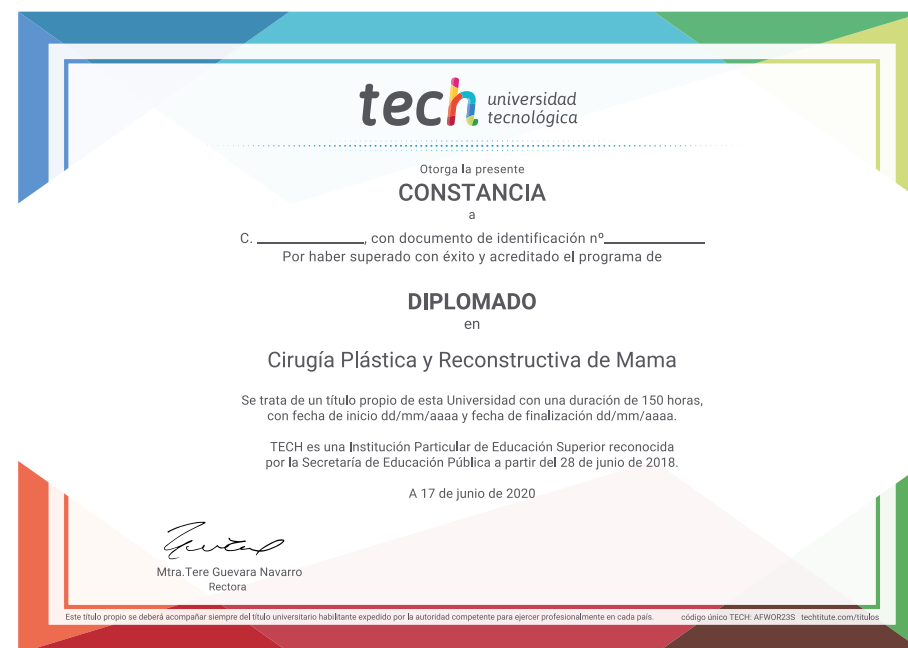 tech universidad
tecnológica
Otorga la presente
CONSTANCIA
a
C. ____________, con documento de identificación nº____________
Por haber superado con éxito y acreditado el programa de
DIPLOMADO
en
Cirugía Plástica y Reconstructiva de Mama
Se trata de un título propio de esta Universidad con una duración de 150 horas,
con fecha de inicio dd/mm/aaaa y fecha de finalización dd/mm/aaaa.
TECH es una Institución Particular de Educación Superior reconocida
por la Secretaría de Educación Pública a partir del 28 de junio de 2018.
A 17 de junio de 2020
Mtra.Tere Guevara Navarro
Rectora
Este título propio se deberá acompañar siempre del título universitario habilitante expedido por la autoridad competente para ejercer profesionalmente en cada país. código único TECH: AFWOR23S techtitute.com/titulos